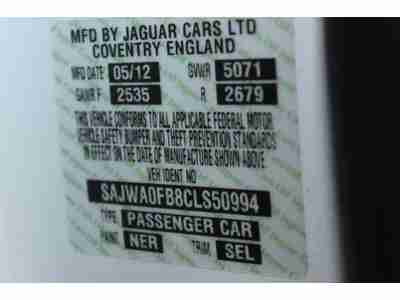 MFD BY JAGUAR CARS LTD
COVENTRY ENGLAND
MFD DATE 05/12 GVWR 5071
GAWR F 2535 R 2679
THIS VEHICLE CONFORMS TO ALL APPLICABLE FEDERAL MOTOR
VEHICLE SAFETY BUMPER AND THEFT PREVENTION STANDARDS
IN EFFECT ON THE DATE OF MANUFACTURE SHOWN ABOVE.
VEH IDENT NO
SAJWA0FB8CLS50994
TYPE PASSENGER CAR
PAINT NER TRIM SEL